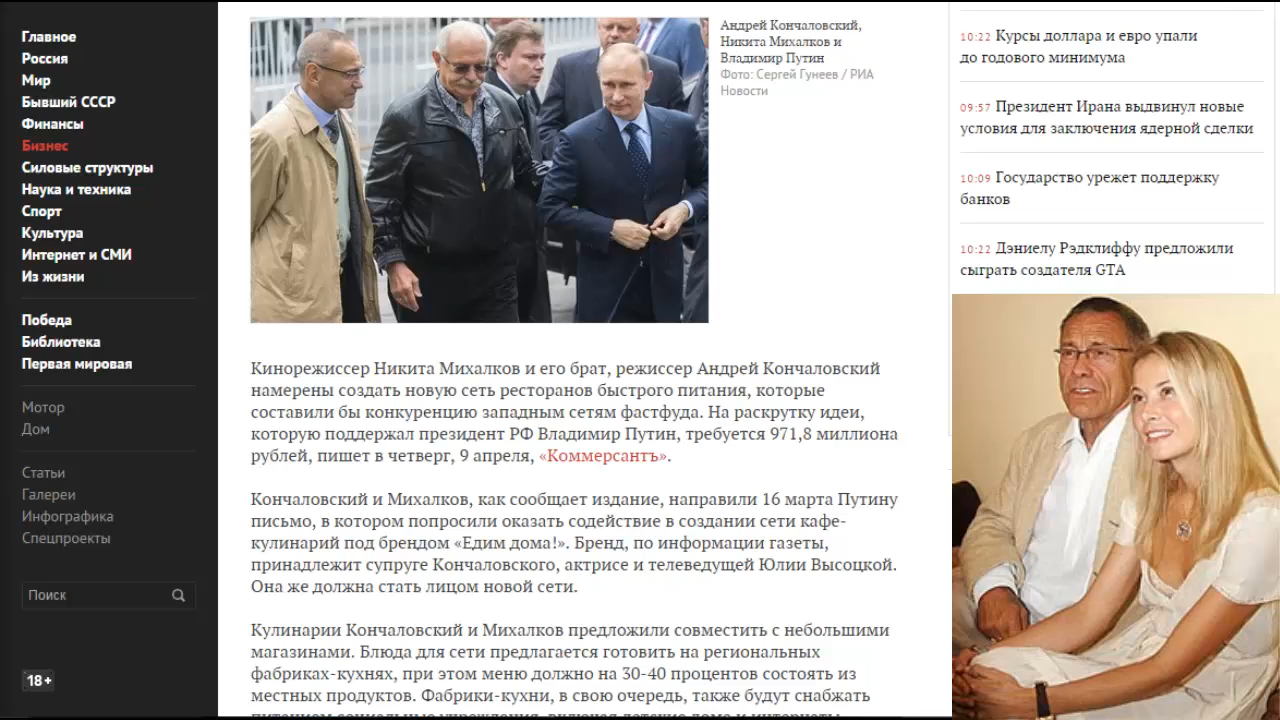 Главное
Россия
Мир
Бывший СССР
Финансы
Бизнес
Силовые структуры
Наука и техника
Спорт
Культура
Интернет и СМИ
Из жизни
Победа
Библиотека
Первая мировая
Мотор
Дом
Статьи
Галереи
Инфографика
Спецпроекты
Поиск
18+
Андрей Кончаловский,
Никита Михалков и
Владимир Путин
Фото: Сергей Гунеев / РИА
Новости
Кинорежиссер Никита Михалков и его брат, режиссер Андрей Кончаловский
намерены создать новую сеть ресторанов быстрого питания, которые
составили бы конкуренцию западным сетям фастфуда. На раскрутку идеи,
которую поддержал президент РФ Владимир Путин, требуется 971,8 миллиона
рублей, пишет в четверг, 9 апреля, «Коммерсантъ».
Кончаловский и Михалков, как сообщает издание, направили 16 марта Путину
письмо, в котором попросили оказать содействие в создании сети кафе-
кулинарий под брендом «Едим дома!». Бренд, по информации газеты,
принадлежит супруге Кончаловского, актрисе и телеведущей Юлии Высоцкой.
Она же должна стать лицом новой сети.
Кулинарии Кончаловский и Михалков предложили совместить с небольшими
магазинами. Блюда для сети предлагается готовить на региональных
фабриках-кухнях, при этом меню должно на 30-40 процентов состоять из
местных продуктов. Фабрики-кухни, в свою очередь, также будут снабжать
питанием социальные учреждения, включая детские дома и интернаты.
10:22 Курсы доллара и евро упали
до годового минимума
09:57 Президент Ирана выдвинул новые
условия для заключения ядерной сделки
10:09 Государство урежет поддержку
банков
10:22 Дэниелу Рэдклиффу предложили
сыграть создателя GTA